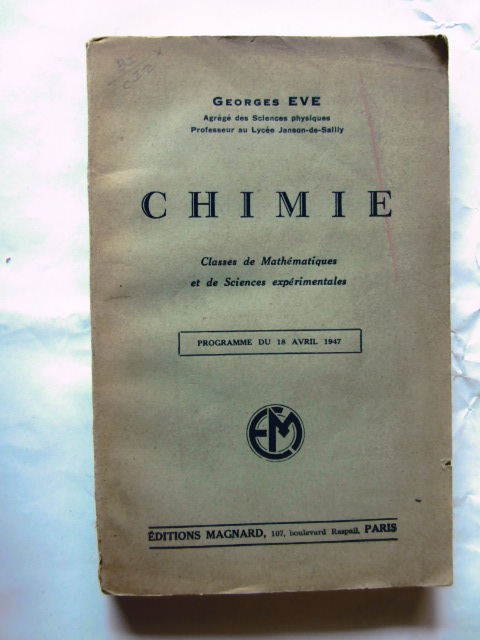 GEORGES EVE
Agrégé des Sciences physiques
Professeur au Lycée Janson-de-Sailly
CHIMIE
Classes de Mathématiques
et de Sciences expérimentales
PROGRAMME DU 18 AVRIL 1947
EM
ÉDITIONS MAGNARD, 107, boulevard Raspail, PARIS